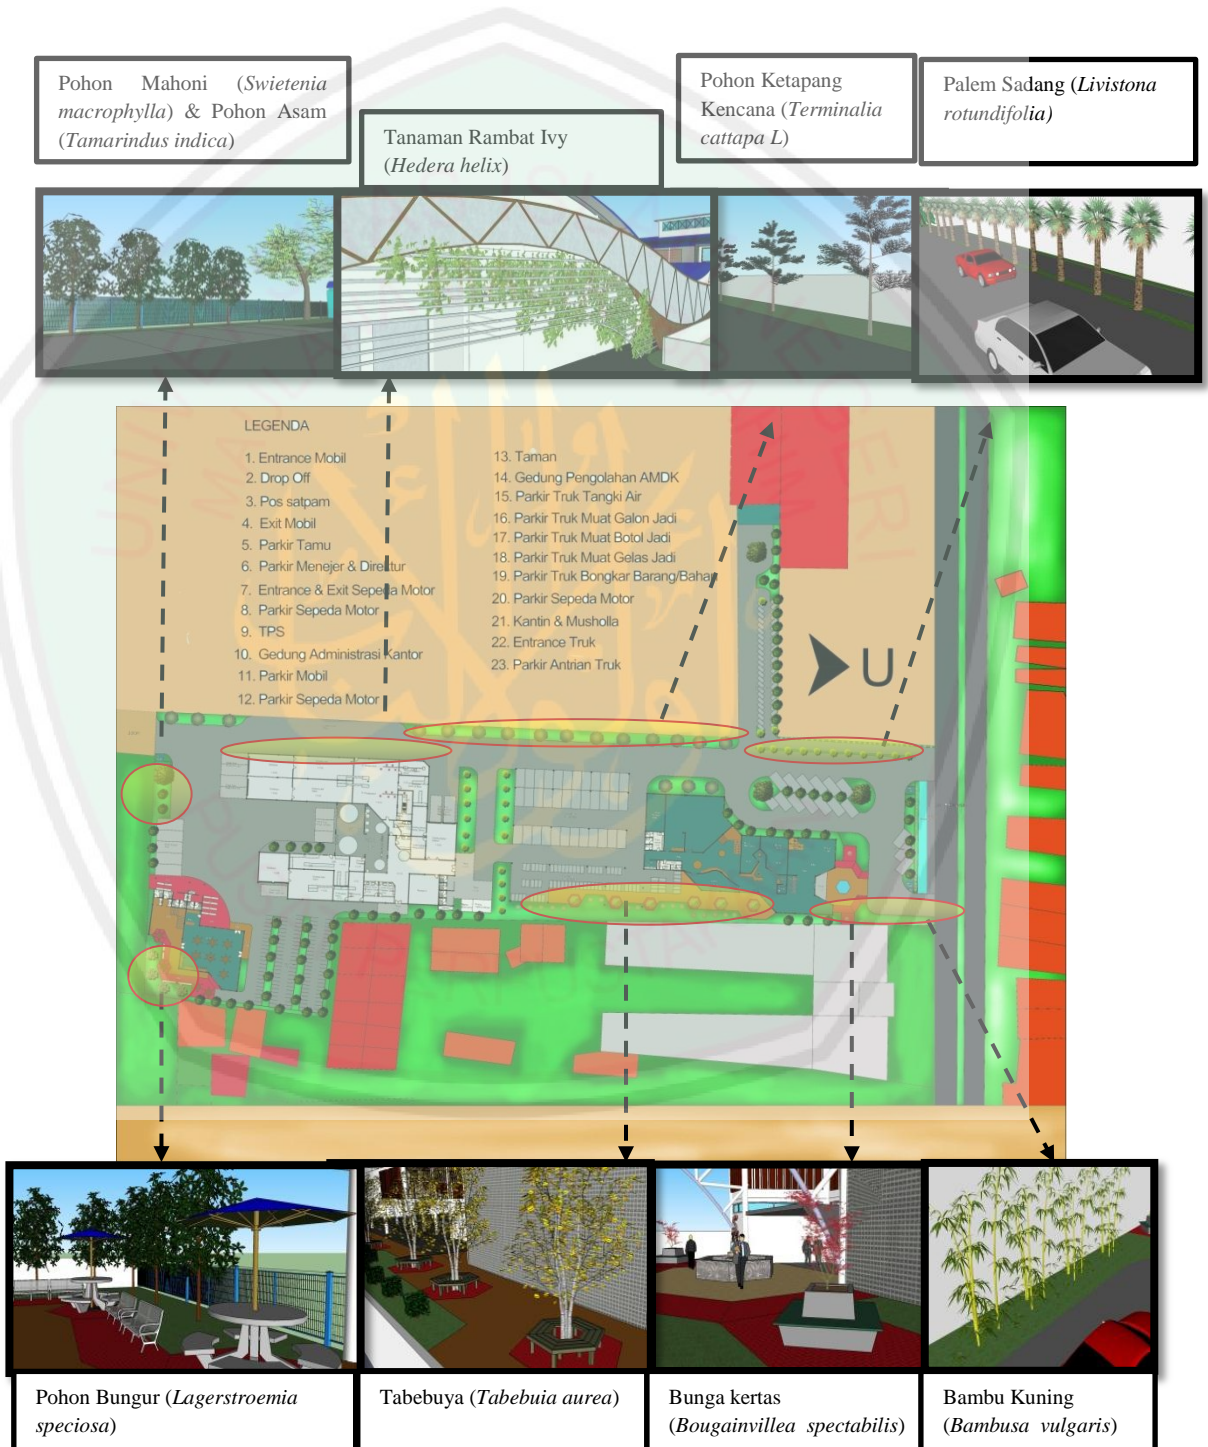 Pohon Mahoni (Swietenia
macrophylla) & Pohon Asam
(Tamarindus indica)
Tanaman Rambat Ivy
(Hedera helix)
Pohon Ketapang
Kencana (Terminalia
cattapa L)
Palem Sadang (Livistona
rotundifolia)
LEGENDA
1. Entrance Mobil
2. Drop Off
3. Pos satpam
4. Exit Mobil
5. Parkir Tamu
6. Parkir Menejer & Direktur
7. Entrance & Exit Sepeda Motor
8. Parkir Sepeda Motor
9. TPS
10. Gedung Administrasi Kantor
11. Parkir Mobil
12. Parkir Sepeda Motor
13. Taman
14. Gedung Pengolahan AMDK
15. Parkir Truk Tangki Air
16. Parkir Truk Muat Galon Jadi
17. Parkir Truk Muat Botol Jadi
18. Parkir Truk Muat Gelas Jadi
19. Parkir Truk Bongkar Barang/Bahan
20. Parkir Sepeda Motor
21. Kantin & Musholla
22. Entrance Truk
23. Parkir Antrian Truk
U
Pohon Bungur (Lagerstroemia
speciosa)
Tabebuya (Tabebuia aurea)
Bunga kertas
(Bougainvillea spectabilis)
Bambu Kuning
(Bambusa vulgaris)